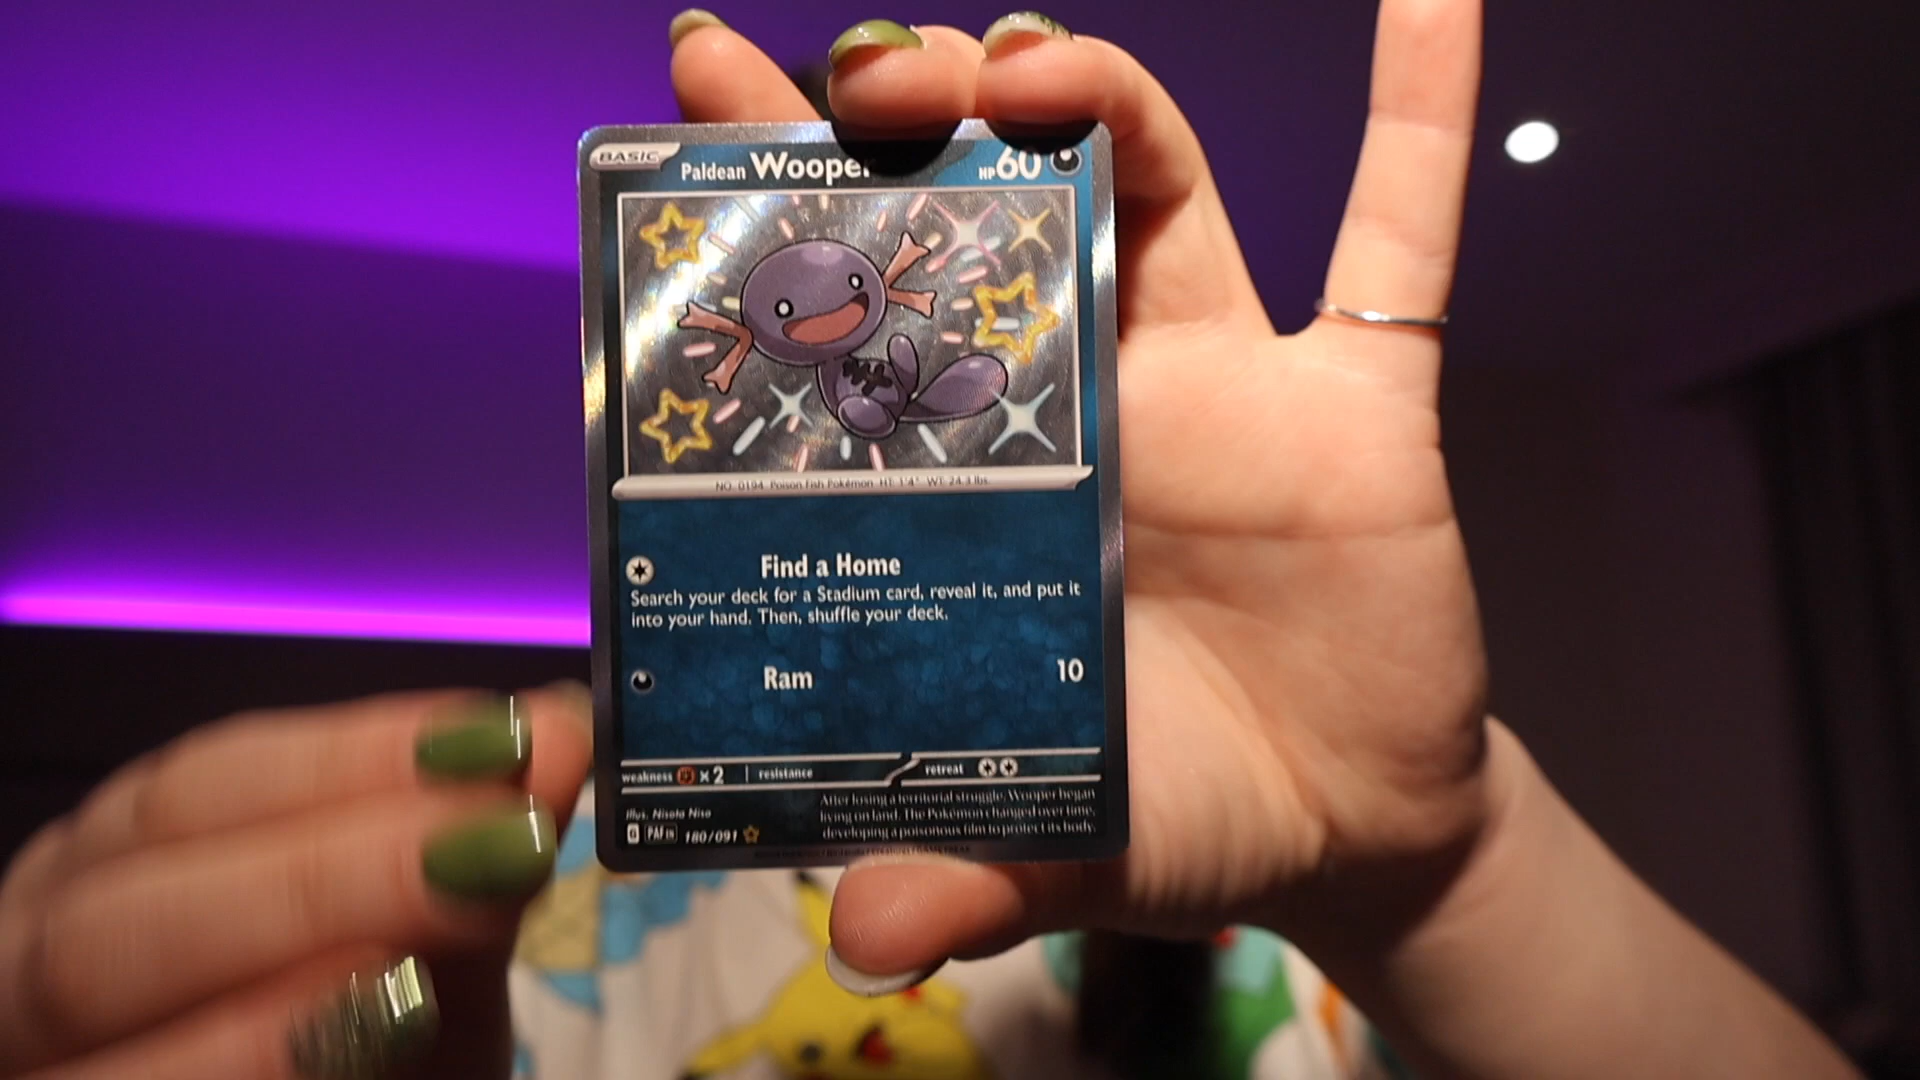 BASIC
Paldean Wooper HP60
NO. 0194 Poison Fish Pokémon HT: 1'4" WT: 24.3 lbs.
Find a Home
Search your deck for a Stadium card, reveal it, and put it
into your hand. Then, shuffle your deck.
Ram 10
weakness ×2 resistance retreat
Illus. Nisota Niso
After losing a territorial struggle, Wooper began
living on land. The Pokémon changed over time,
developing a poisonous film to protect its body.
G PAF EN 180/091